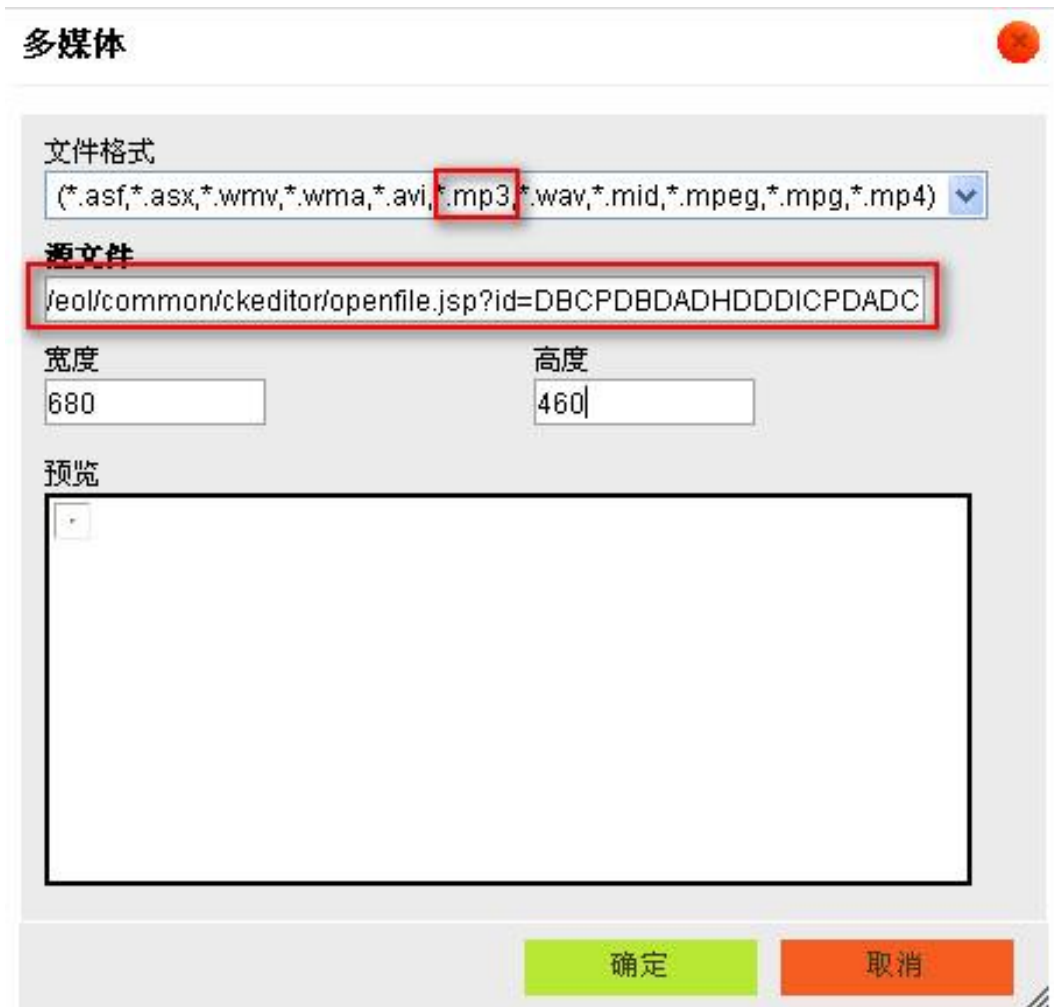 多媒体
文件格式
(*.asf,*.asx,*.wmv,*.wma,*.avi,*.mp3,*.wav,*.mid,*.mpeg,*.mpg,*.mp4)
源文件
/eol/common/ckeditor/openfile.jsp?id=DBCPDBDADHDDDICPDADC
宽度 高度
680 460
预览
确定 取消